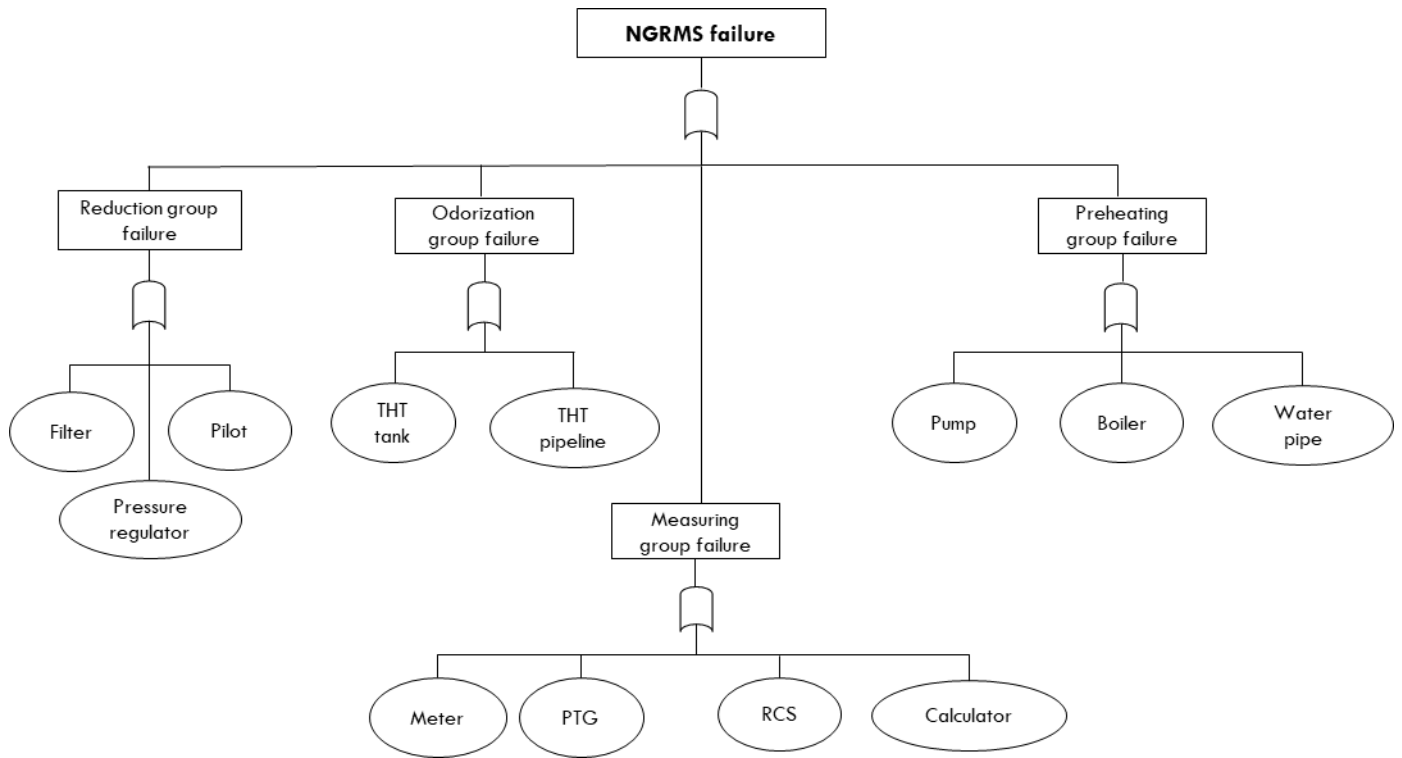 NGRMS failure
Reduction group
failure
Odorization
group failure
Preheating
group failure
Filter
Pilot
Pressure
regulator
THT
tank
THT
pipeline
Pump
Boiler
Water
pipe
Measuring
group failure
Meter
PTG
RCS
Calculator